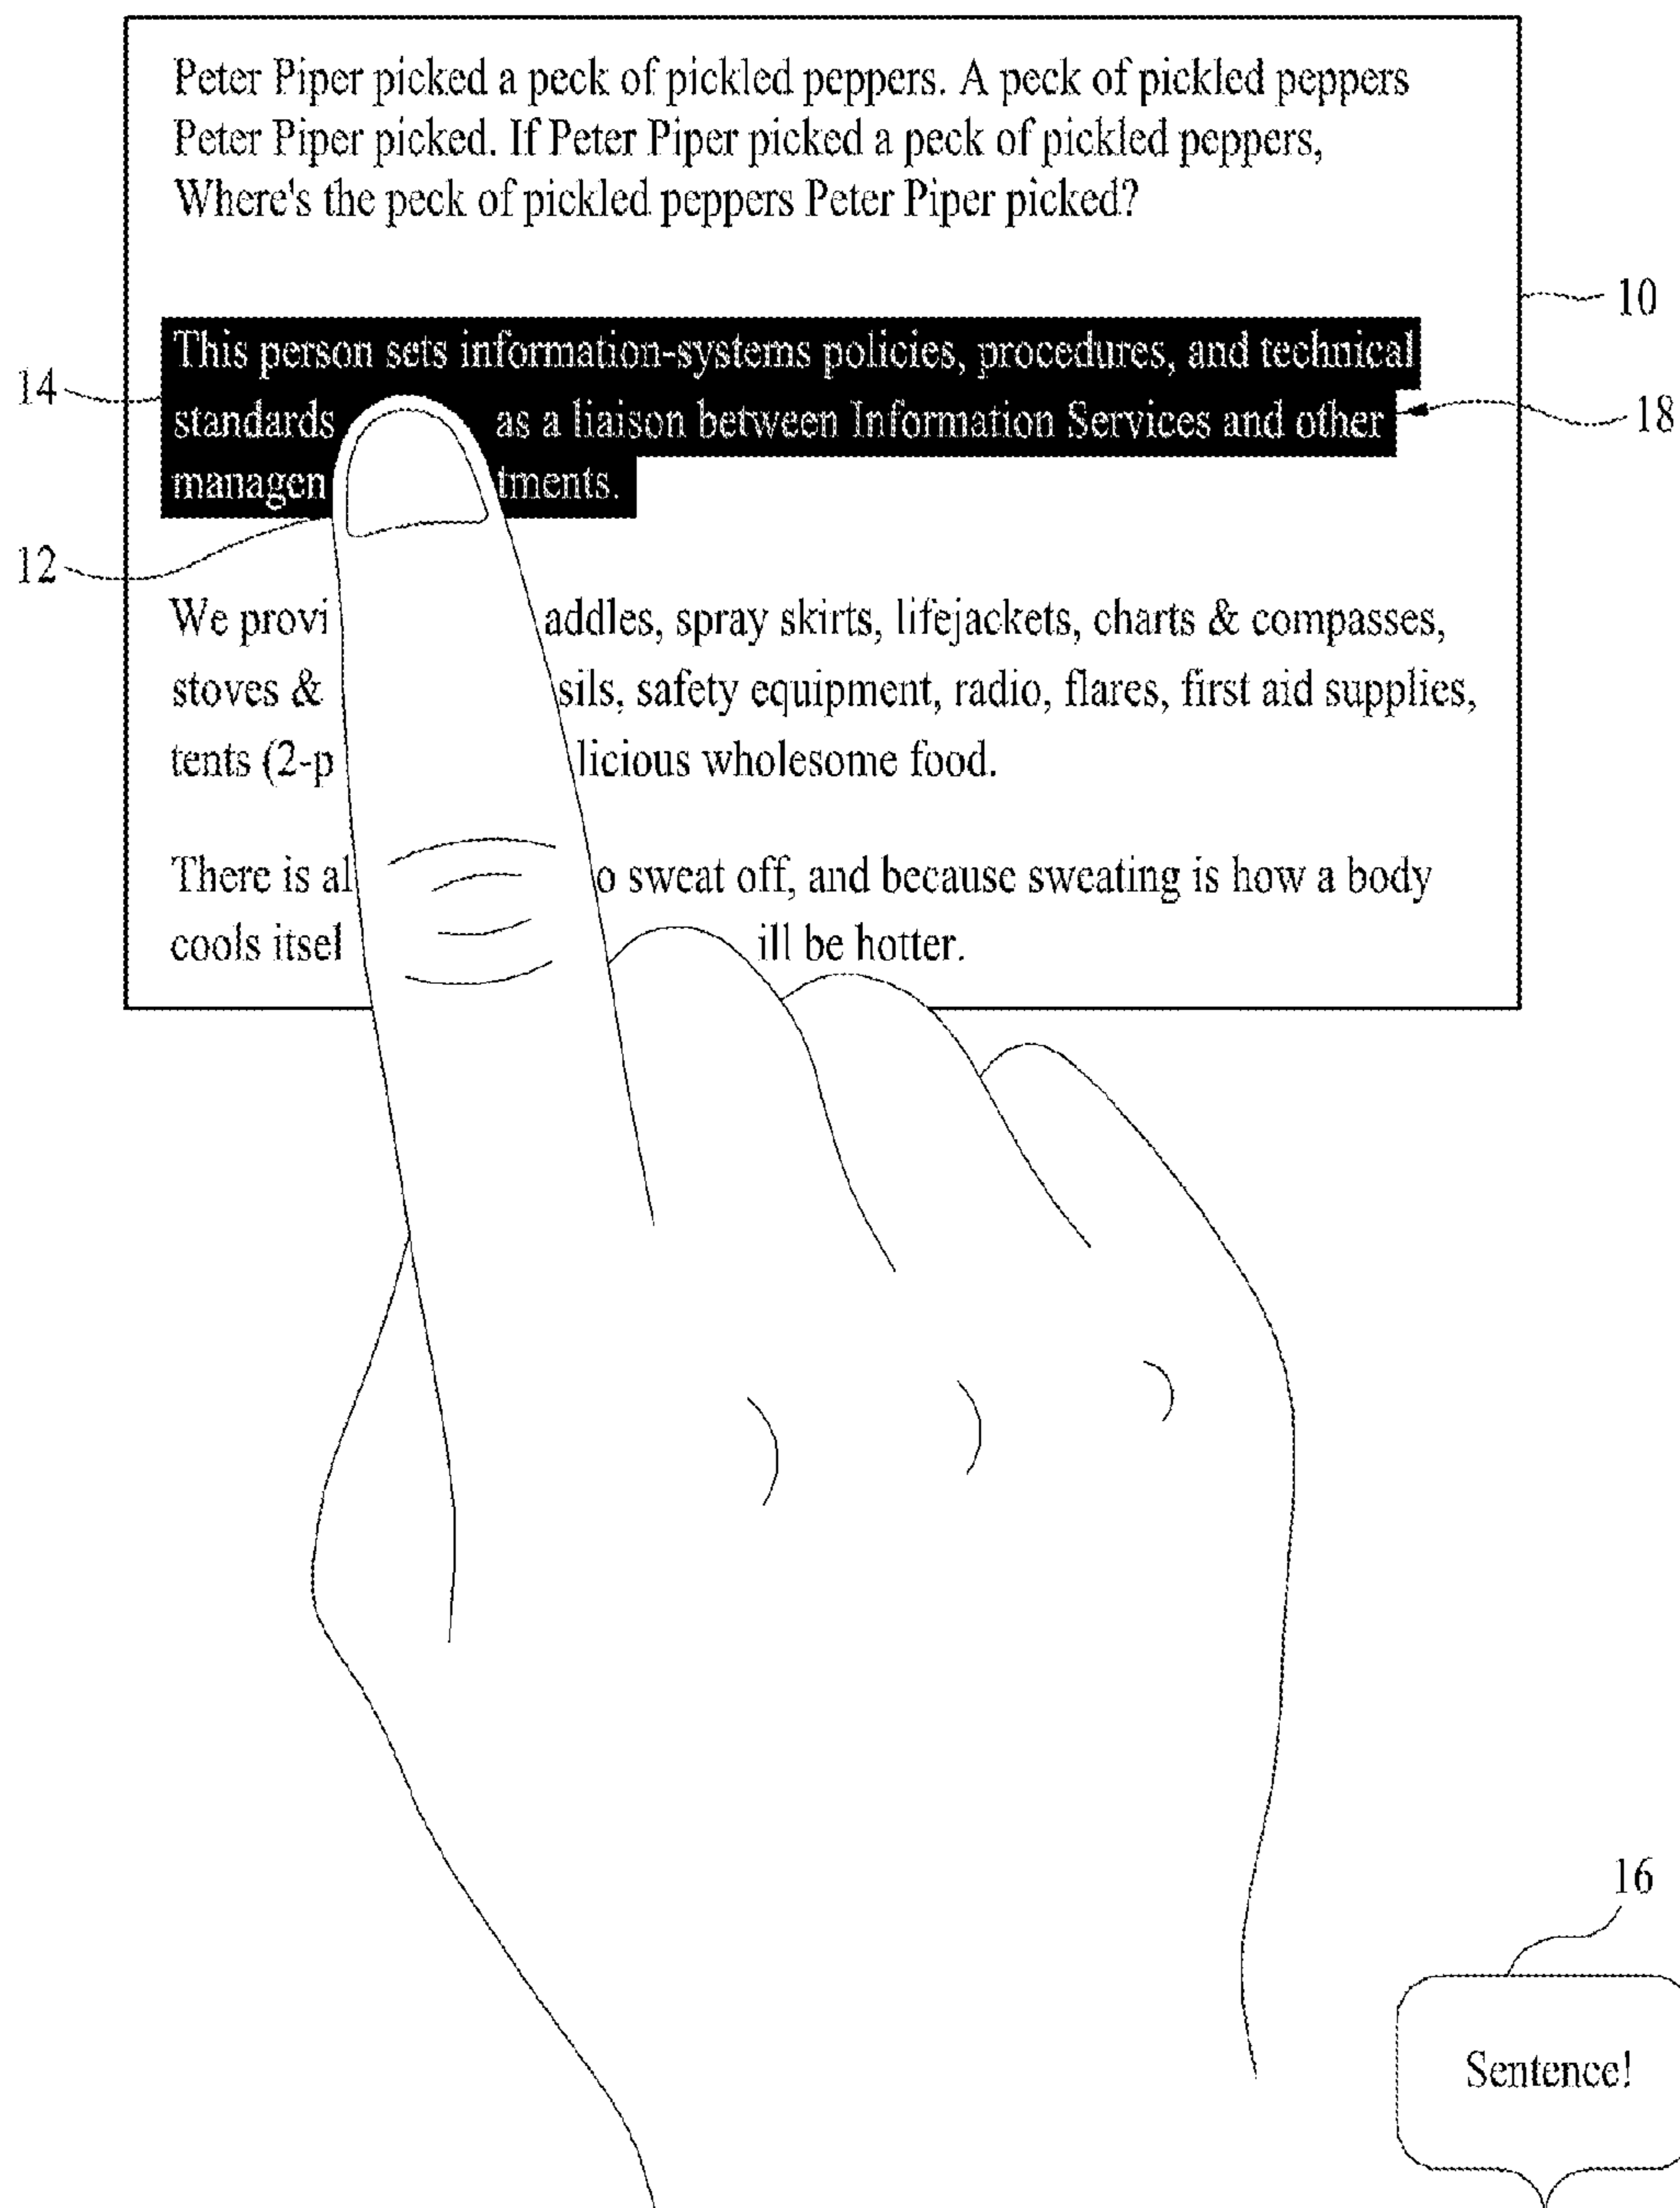 Peter Piper picked a peck of pickled peppers. A peck of pickled peppers
Peter Piper picked. If Peter Piper picked a peck of pickled peppers,
Where's the peck of pickled peppers Peter Piper picked?
10
This person sets information-systems policies, procedures, and technical
14
standards as a liaison between Information Services and other
18
managen tments.
12
We provi addles, spray skirts, lifejackets, charts & compasses,
stoves & sils, safety equipment, radio, flares, first aid supplies,
tents (2-p licious wholesome food.
There is al o sweat off, and because sweating is how a body
cools itsel ill be hotter.
16
Sentence!